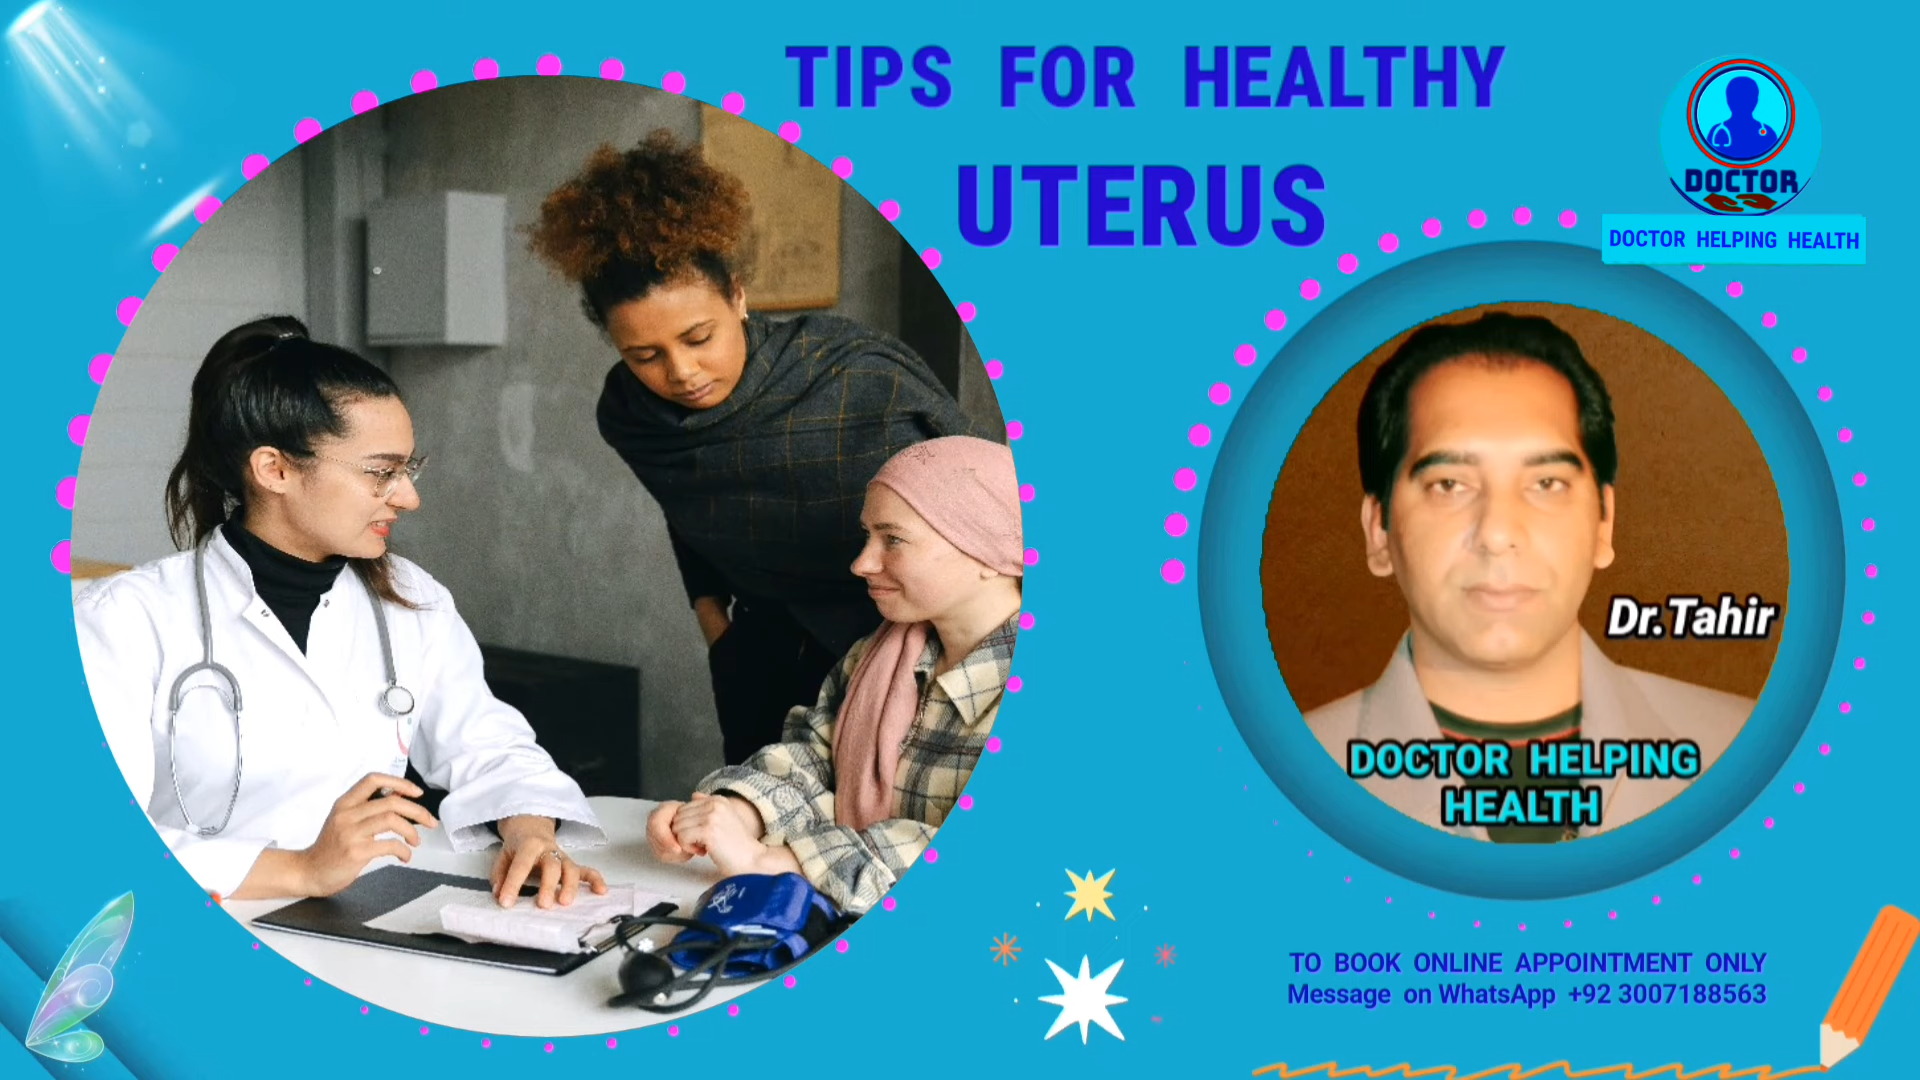 TIPS FOR HEALTHY
UTERUS
DOCTOR
DOCTOR HELPING HEALTH
Dr.Tahir
DOCTOR HELPING
HEALTH
TO BOOK ONLINE APPOINTMENT ONLY
Message on WhatsApp +92 3007188563